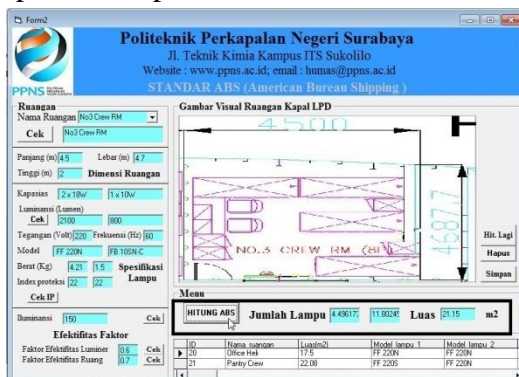 Form2
Politeknik Perkapalan Negeri Surabaya
Jl. Teknik Kimia Kampus ITS Sukolilo
Website : www.ppns.ac.id; email : humas@ppns.ac.id
STANDAR ABS (American Bureau Shipping )
PPNS
Ruangan
Nama Ruangan No3 Crew RM
Cek No3 Crew RM
Panjang (m) 4.5 Lebar (m) 4.7
Tinggi (m) 2 Dimensi Ruangan
Kapasias 2 x 18W 1 x 10W
Luminansi (Lumen)
Cek 2100 800
Tegangan (Volt) 220 Frekuensi (Hz) 60
Model FF 220N FB 10SN-C
Berat (Kg) 4.21 1.5 Spesifikasi
Lampu
Index proteksi 22 22
Cek IP
Iluminansi 150 Cek
Efektifitas Faktor
Faktor Efektifitas Luminer 0.6 Cek
Faktor Efektifitas Ruang 0.7 Cek
Gambar Visual Ruangan Kapal LPD
4500
4687.7
NO.3 CREW RM (8P)
Hit. Lagi
Hapus
Simpan
Menu
HITUNG ABS Jumlah Lampu 4.49617 11.80245 Luas 21.15 m2
ID Nama ruangan Luas(m2) Model lampu 1 Model lampu 2
20 Office Heli 17.5 FF 220N FF 220N
21 Pantry Crew 22.08 FF 220S FF 220N